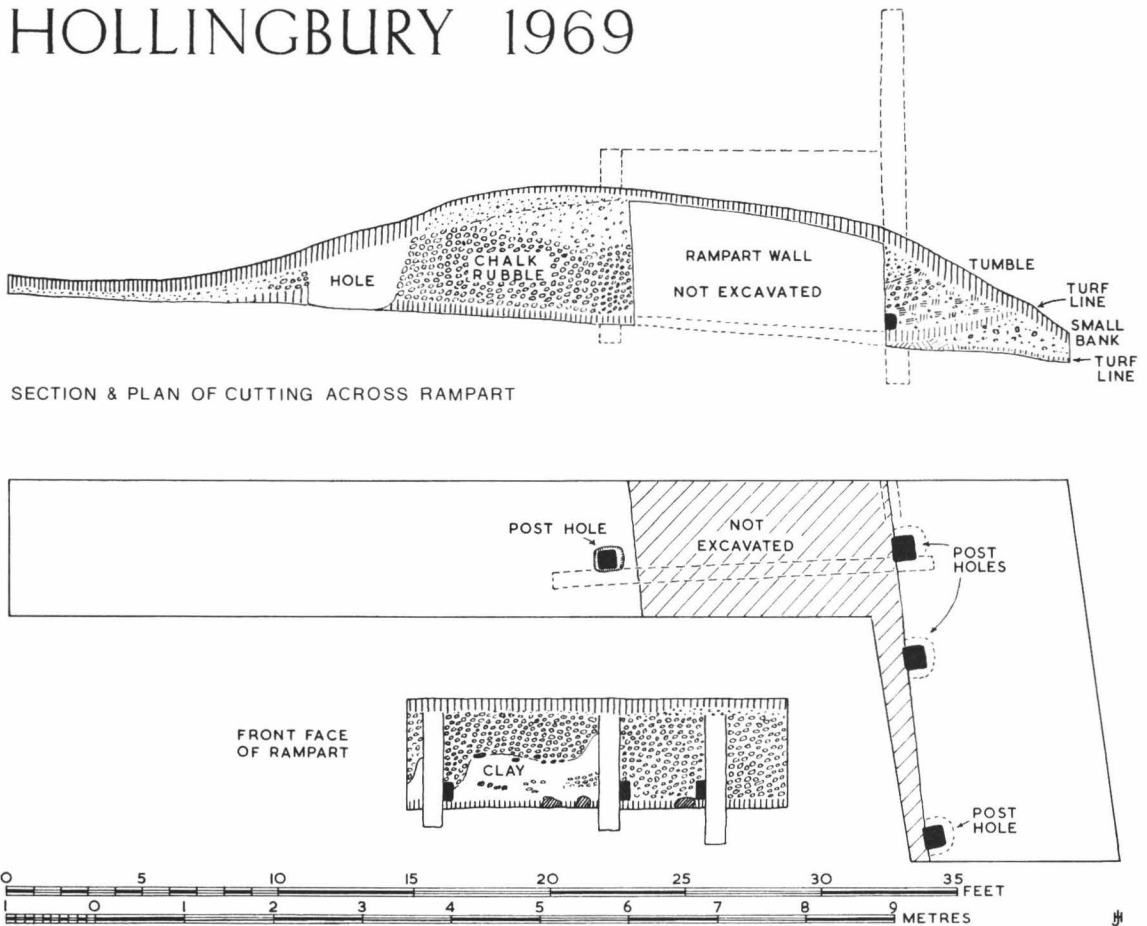 HOLLINGBURY 1969
HOLE
CHALK
RUBBLE
RAMPART WALL
NOT EXCAVATED
TUMBLE
TURF
LINE
SMALL
BANK
TURF
LINE
SECTION & PLAN OF CUTTING ACROSS RAMPART
POST HOLE
NOT
EXCAVATED
POST
HOLES
FRONT FACE
OF RAMPART
CLAY
POST
HOLE
0 5 10 15 20 25 30 35 FEET
1 0 1 2 3 4 5 6 7 8 9 METRES